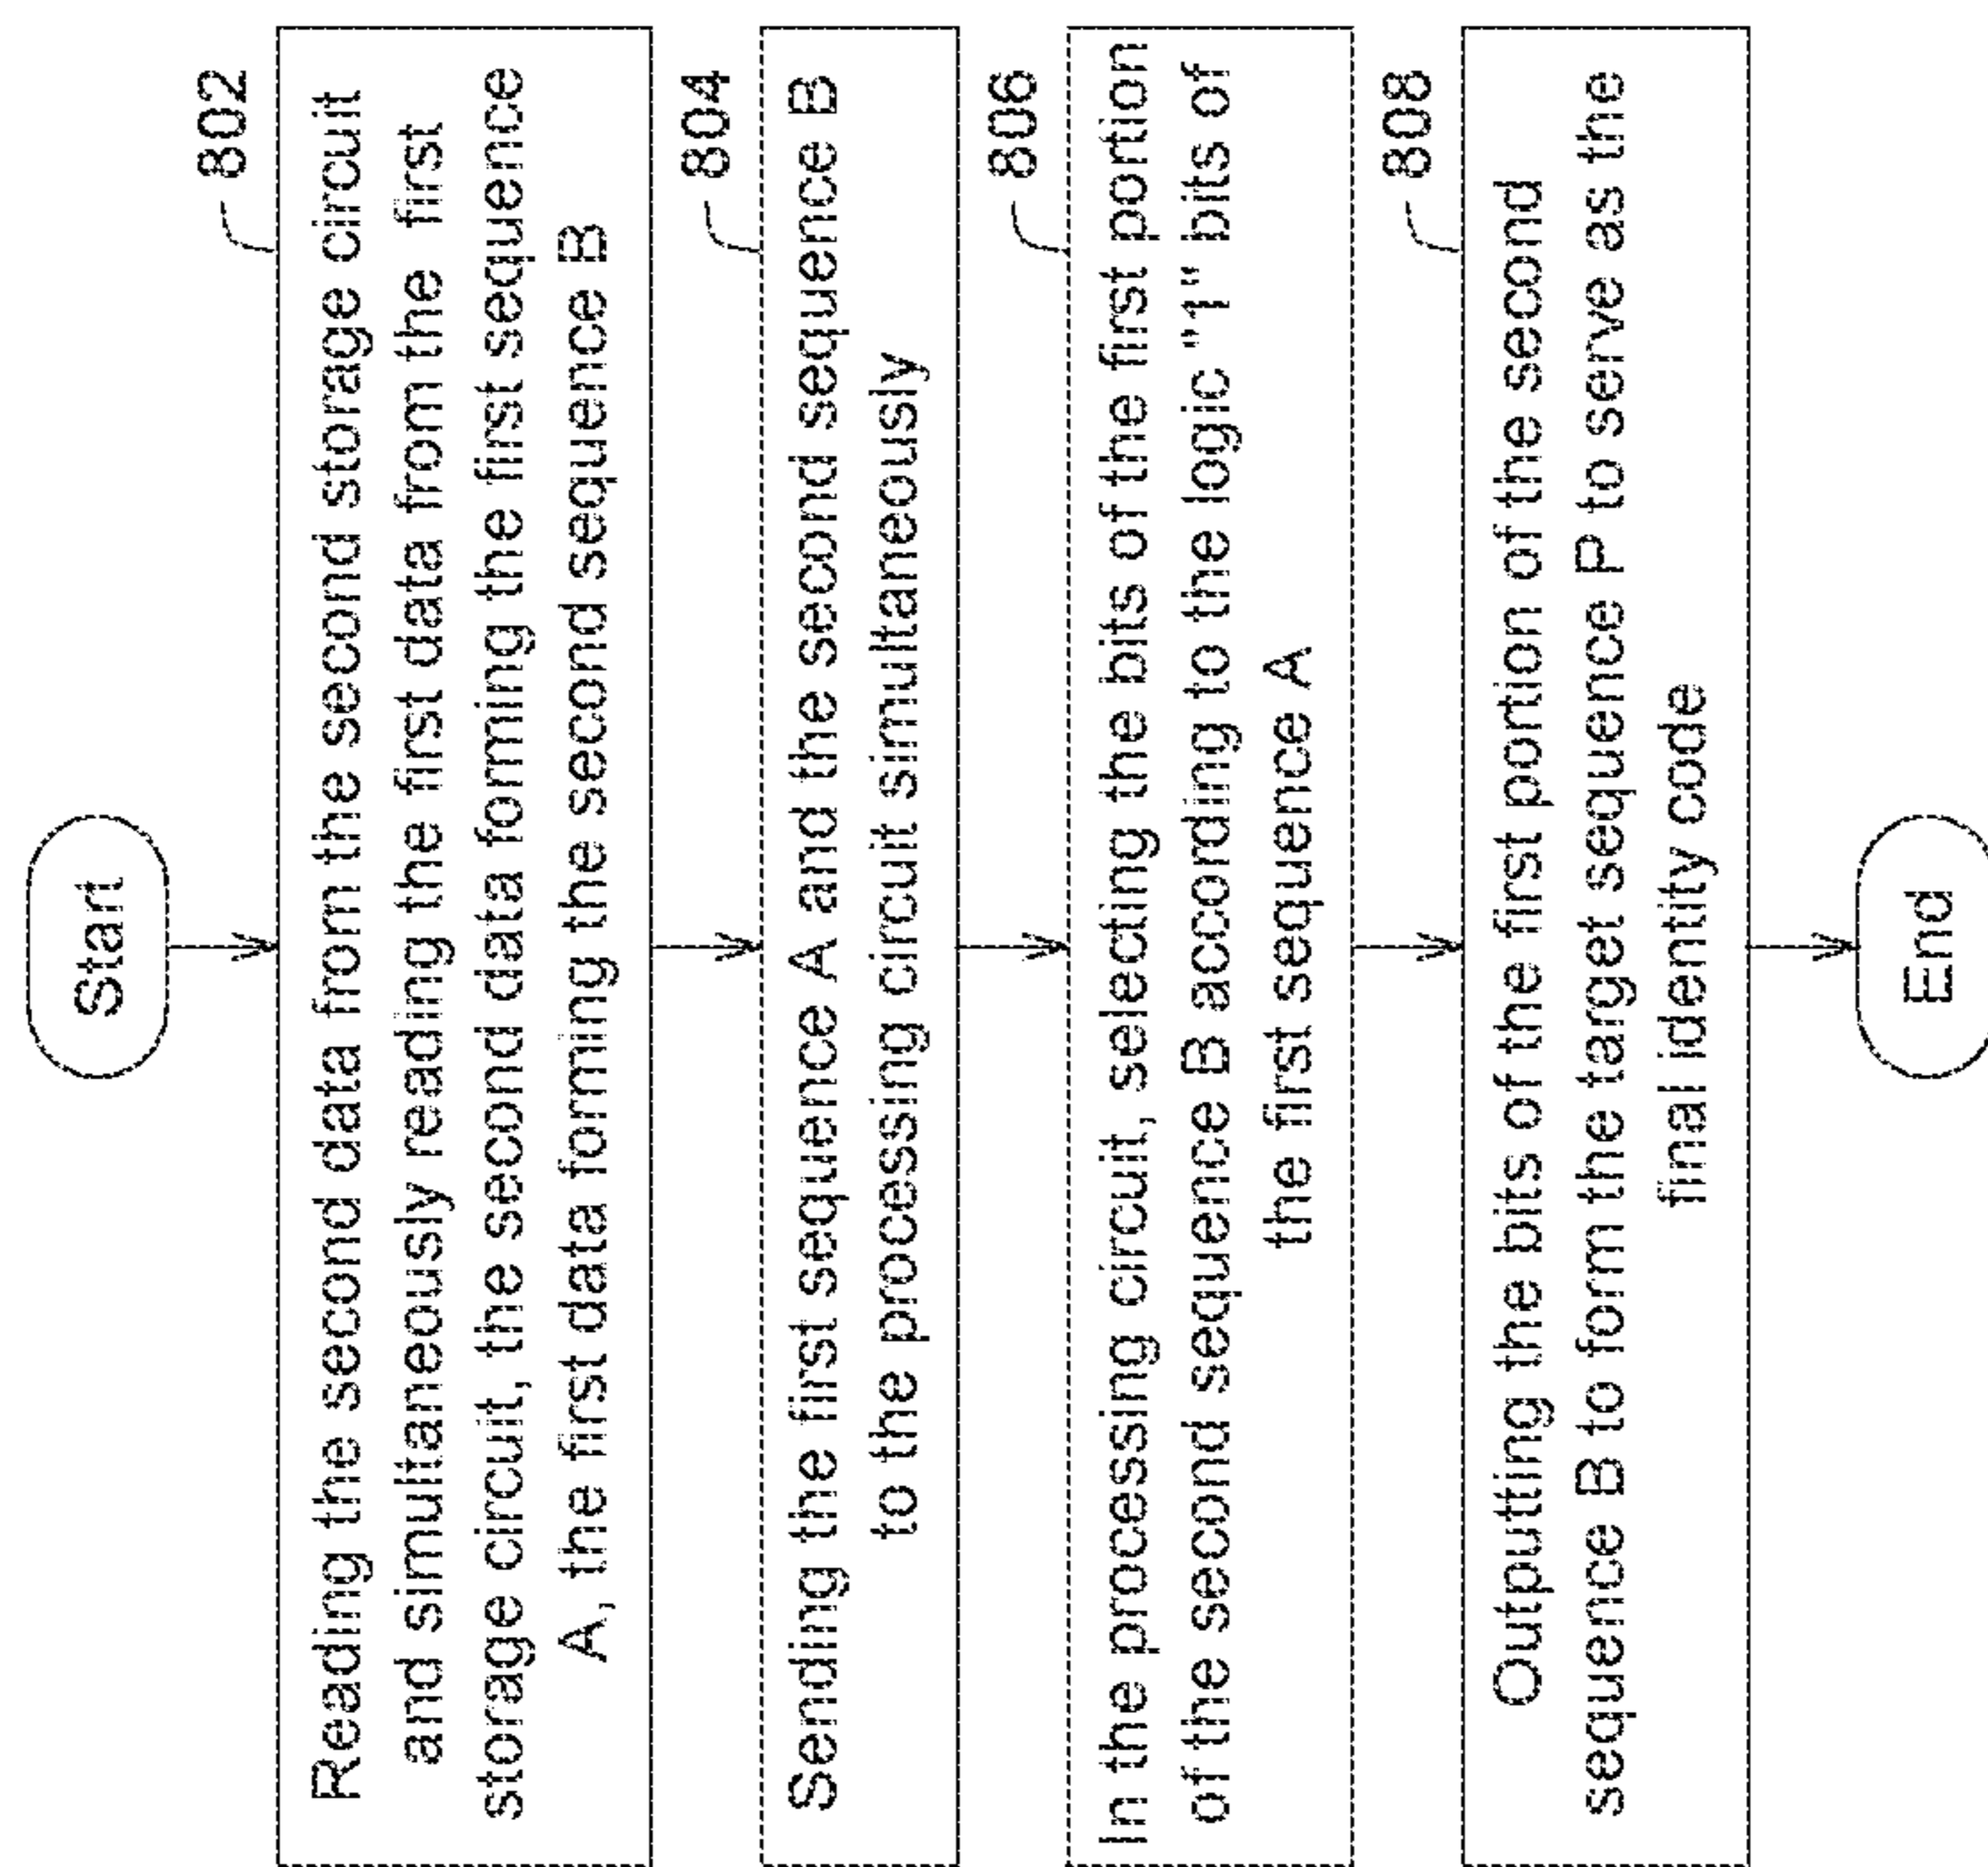 Start
802
Reading the second data from the second storage circuit
and simultaneously reading the first data from the first
storage circuit, the second data forming the first sequence
A, the first data forming the second sequence B
804
Sending the first sequence A and the second sequence B
to the processing circuit simultaneously
806
In the processing circuit, selecting the bits of the first portion
of the second sequence B according to the logic "1" bits of
the first sequence A
808
Outputting the bits of the first portion of the second
sequence B to form the target sequence P to serve as the
final identity code
End